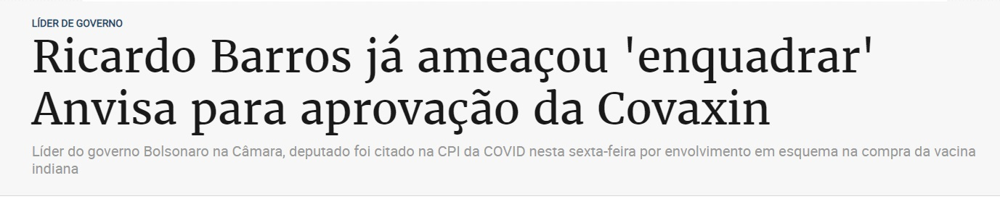 LÍDER DE GOVERNO
Ricardo Barros já ameaçou 'enquadrar'
Anvisa para aprovação da Covaxin
Líder do governo Bolsonaro na Câmara, deputado foi citado na CPI da COVID nesta sexta-feira por envolvimento em esquema na compra da vacina
indiana